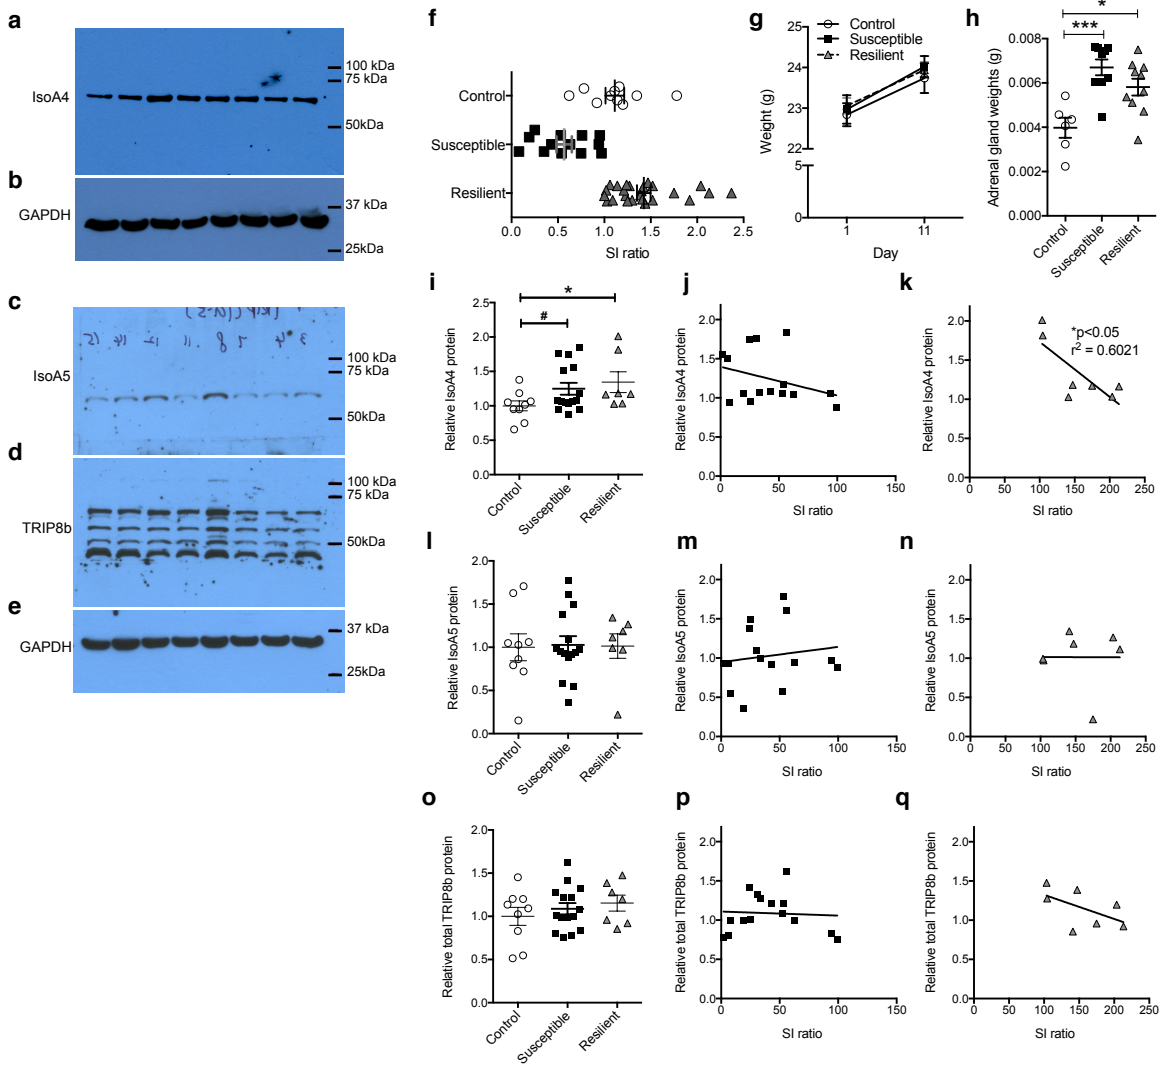 a
IsoA4
100 kDa
75 kDa
50kDa
b
GAPDH
37 kDa
25kDa
c
IsoA5
100 kDa
75 kDa
50kDa
d
TRIP8b
100 kDa
75 kDa
50kDa
e
GAPDH
37 kDa
25kDa
f
Control
Susceptible
Resilient
0.0 0.5 1.0 1.5 2.0 2.5
SI ratio
g
Control
Susceptible
Resilient
Weight (g)
25
24
23
22
5
0
1 11
Day
h
*
***
Adrenal gland weights (g)
0.008
0.006
0.004
0.002
0.000
Control
Susceptible
Resilient
i
*
#
Relative IsoA4 protein
2.5
2.0
1.5
1.0
0.5
0.0
Control
Susceptible
Resilient
j
Relative IsoA4 protein
2.0
1.5
1.0
0.5
0.0
0 50 100 150
SI ratio
k
*p<0.05
r² = 0.6021
Relative IsoA4 protein
2.0
1.5
1.0
0.5
0.0
0 50 100 150 200 250
SI ratio
l
Relative IsoA5 protein
2.0
1.5
1.0
0.5
0.0
Control
Susceptible
Resilient
m
Relative IsoA5 protein
2.0
1.5
1.0
0.5
0.0
0 50 100 150
SI ratio
n
Relative IsoA5 protein
2.0
1.5
1.0
0.5
0.0
0 50 100 150 200 250
SI ratio
o
Relative total TRIP8b protein
2.0
1.5
1.0
0.5
0.0
Control
Susceptible
Resilient
p
Relative total TRIP8b protein
2.0
1.5
1.0
0.5
0.0
0 50 100 150
SI ratio
q
Relative total TRIP8b protein
2.0
1.5
1.0
0.5
0.0
0 50 100 150 200 250
SI ratio